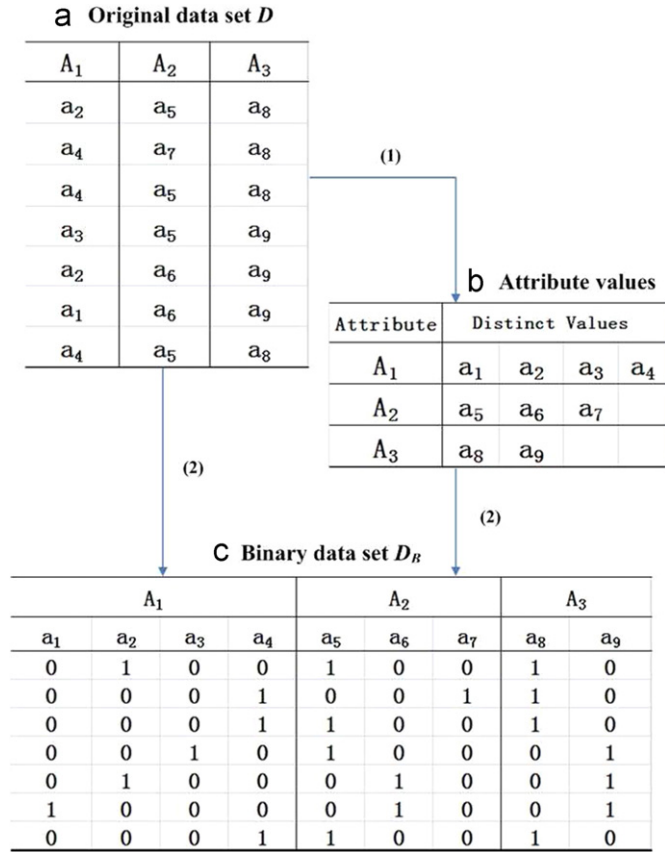 a Original data set D
A₁ A₂ A₃
a₂ a₅ a₈
a₄ a₇ a₈
a₄ a₅ a₈
a₃ a₅ a₉
a₂ a₆ a₉
a₁ a₆ a₉
a₄ a₅ a₈
(1)
b Attribute values
Attribute Distinct Values
A₁ a₁ a₂ a₃ a₄
A₂ a₅ a₆ a₇
A₃ a₈ a₉
(2)
(2)
c Binary data set D_B
A₁ A₂ A₃
a₁ a₂ a₃ a₄ a₅ a₆ a₇ a₈ a₉
0 1 0 0 1 0 0 1 0
0 0 0 1 0 0 1 1 0
0 0 0 1 1 0 0 1 0
0 0 1 0 1 0 0 0 1
0 1 0 0 0 1 0 0 1
1 0 0 0 0 1 0 0 1
0 0 0 1 1 0 0 1 0